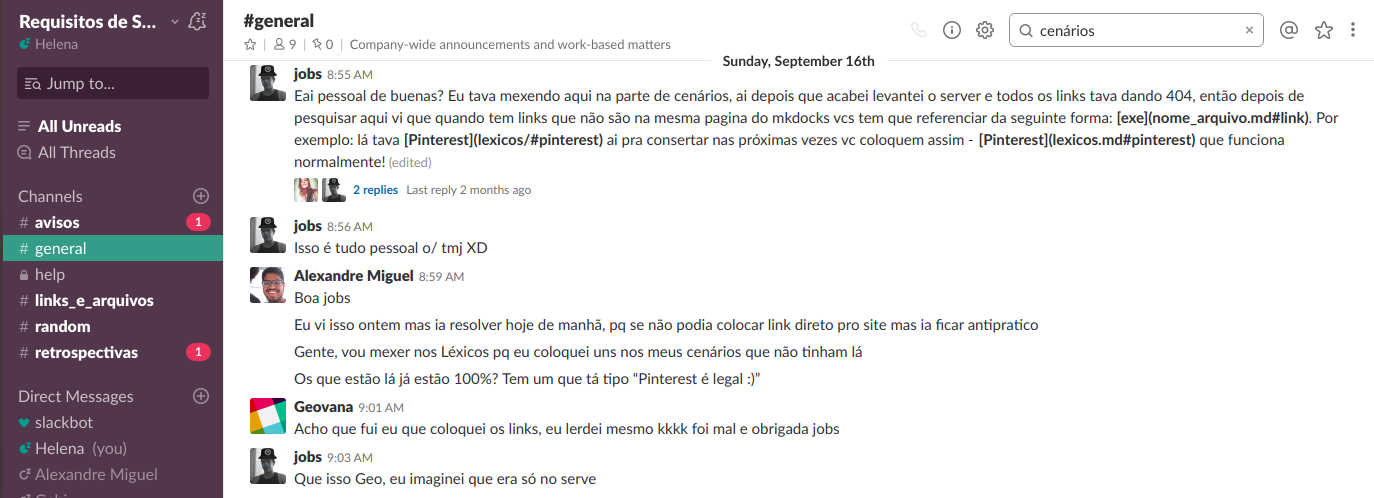 Requisitos de S...
Helena
Jump to...
All Unreads
All Threads
Channels
# avisos 1
# general
help
# links_e_arquivos
# random
# retrospectivas 1
Direct Messages
slackbot
Helena (you)
Alexandre Miguel
#general
9 | 0 | Company-wide announcements and work-based matters
cenários
Sunday, September 16th
jobs 8:55 AM
Eai pessoal de buenas? Eu tava mexendo aqui na parte de cenários, ai depois que acabei levantei o server e todos os links tava dando 404, então depois de
pesquisar aqui vi que quando tem links que não são na mesma pagina do mkdocks vcs tem que referenciar da seguinte forma: [exe](nome_arquivo.md#link). Por
exemplo: lá tava [Pinterest](lexicos/#pinterest) ai pra consertar nas próximas vezes vc coloquem assim - [Pinterest](lexicos.md#pinterest) que funciona
normalmente! (edited)
2 replies Last reply 2 months ago
jobs 8:56 AM
Isso é tudo pessoal o/ tmj XD
Alexandre Miguel 8:59 AM
Boa jobs
Eu vi isso ontem mas ia resolver hoje de manhã, pq se não podia colocar link direto pro site mas ia ficar antipratico
Gente, vou mexer nos Léxicos pq eu coloquei uns nos meus cenários que não tinham lá
Os que estão lá já estão 100%? Tem um que tá tipo “Pinterest é legal :)”
Geovana 9:01 AM
Acho que fui eu que coloquei os links, eu lerdei mesmo kkkk foi mal e obrigada jobs
jobs 9:03 AM
Que isso Geo, eu imaginei que era só no serve